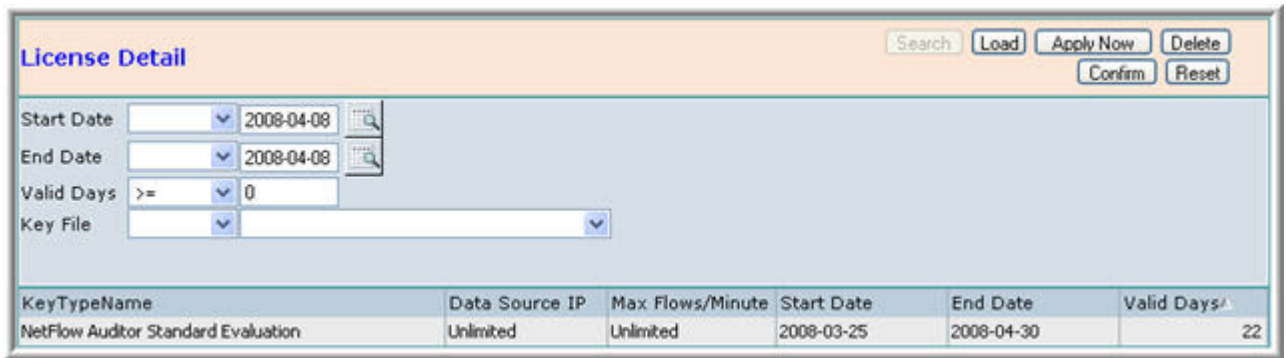 License Detail
Search Load Apply Now Delete
Confirm Reset
Start Date 2008-04-08
End Date 2008-04-08
Valid Days >= 0
Key File
KeyTypeName Data Source IP Max Flows/Minute Start Date End Date Valid Days
NetFlow Auditor Standard Evaluation Unlimited Unlimited 2008-03-25 2008-04-30 22